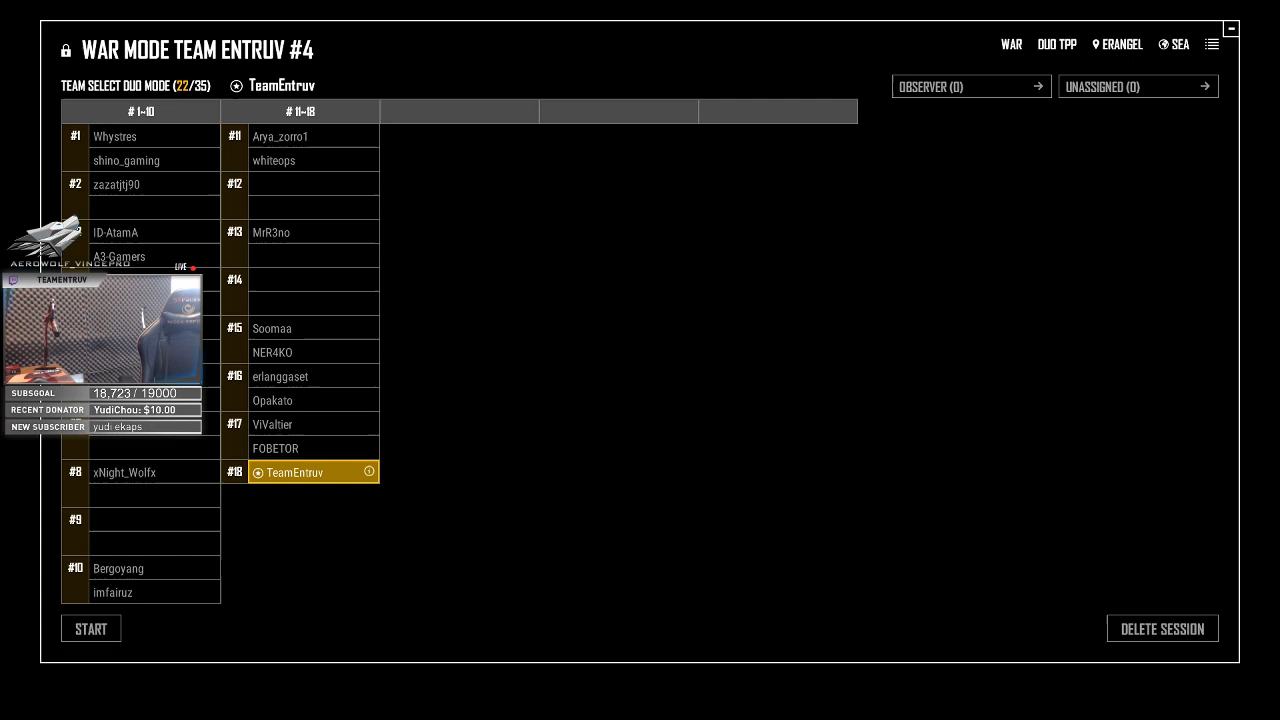 WAR MODE TEAM ENTRUV #4
WAR DUO TPP ERANGEL SEA
TEAM SELECT DUO MODE (22/35) TeamEntruv
OBSERVER (0) UNASSIGNED (0)
# 1~10 # 11~18
#1 Whystres
shino_gaming
#2 zazatjtj90
ID-AtamA
A3-Gamers
#8 xNight_Wolfx
#9
#10 Bergoyang
imfairuz
#11 Arya_zorro1
whiteops
#12
#13 MrR3no
#14
#15 Soomaa
NER4KO
#16 erlanggaset
Opakato
#17 ViValtier
FOBETOR
#18 TeamEntruv
AEROWOLF_VINCEPRO
LIVE
TEAMENTRUV
SUBSGOAL 18,723 / 19000
RECENT DONATOR YudiChou: $10.00
NEW SUBSCRIBER yudi ekaps
START
DELETE SESSION